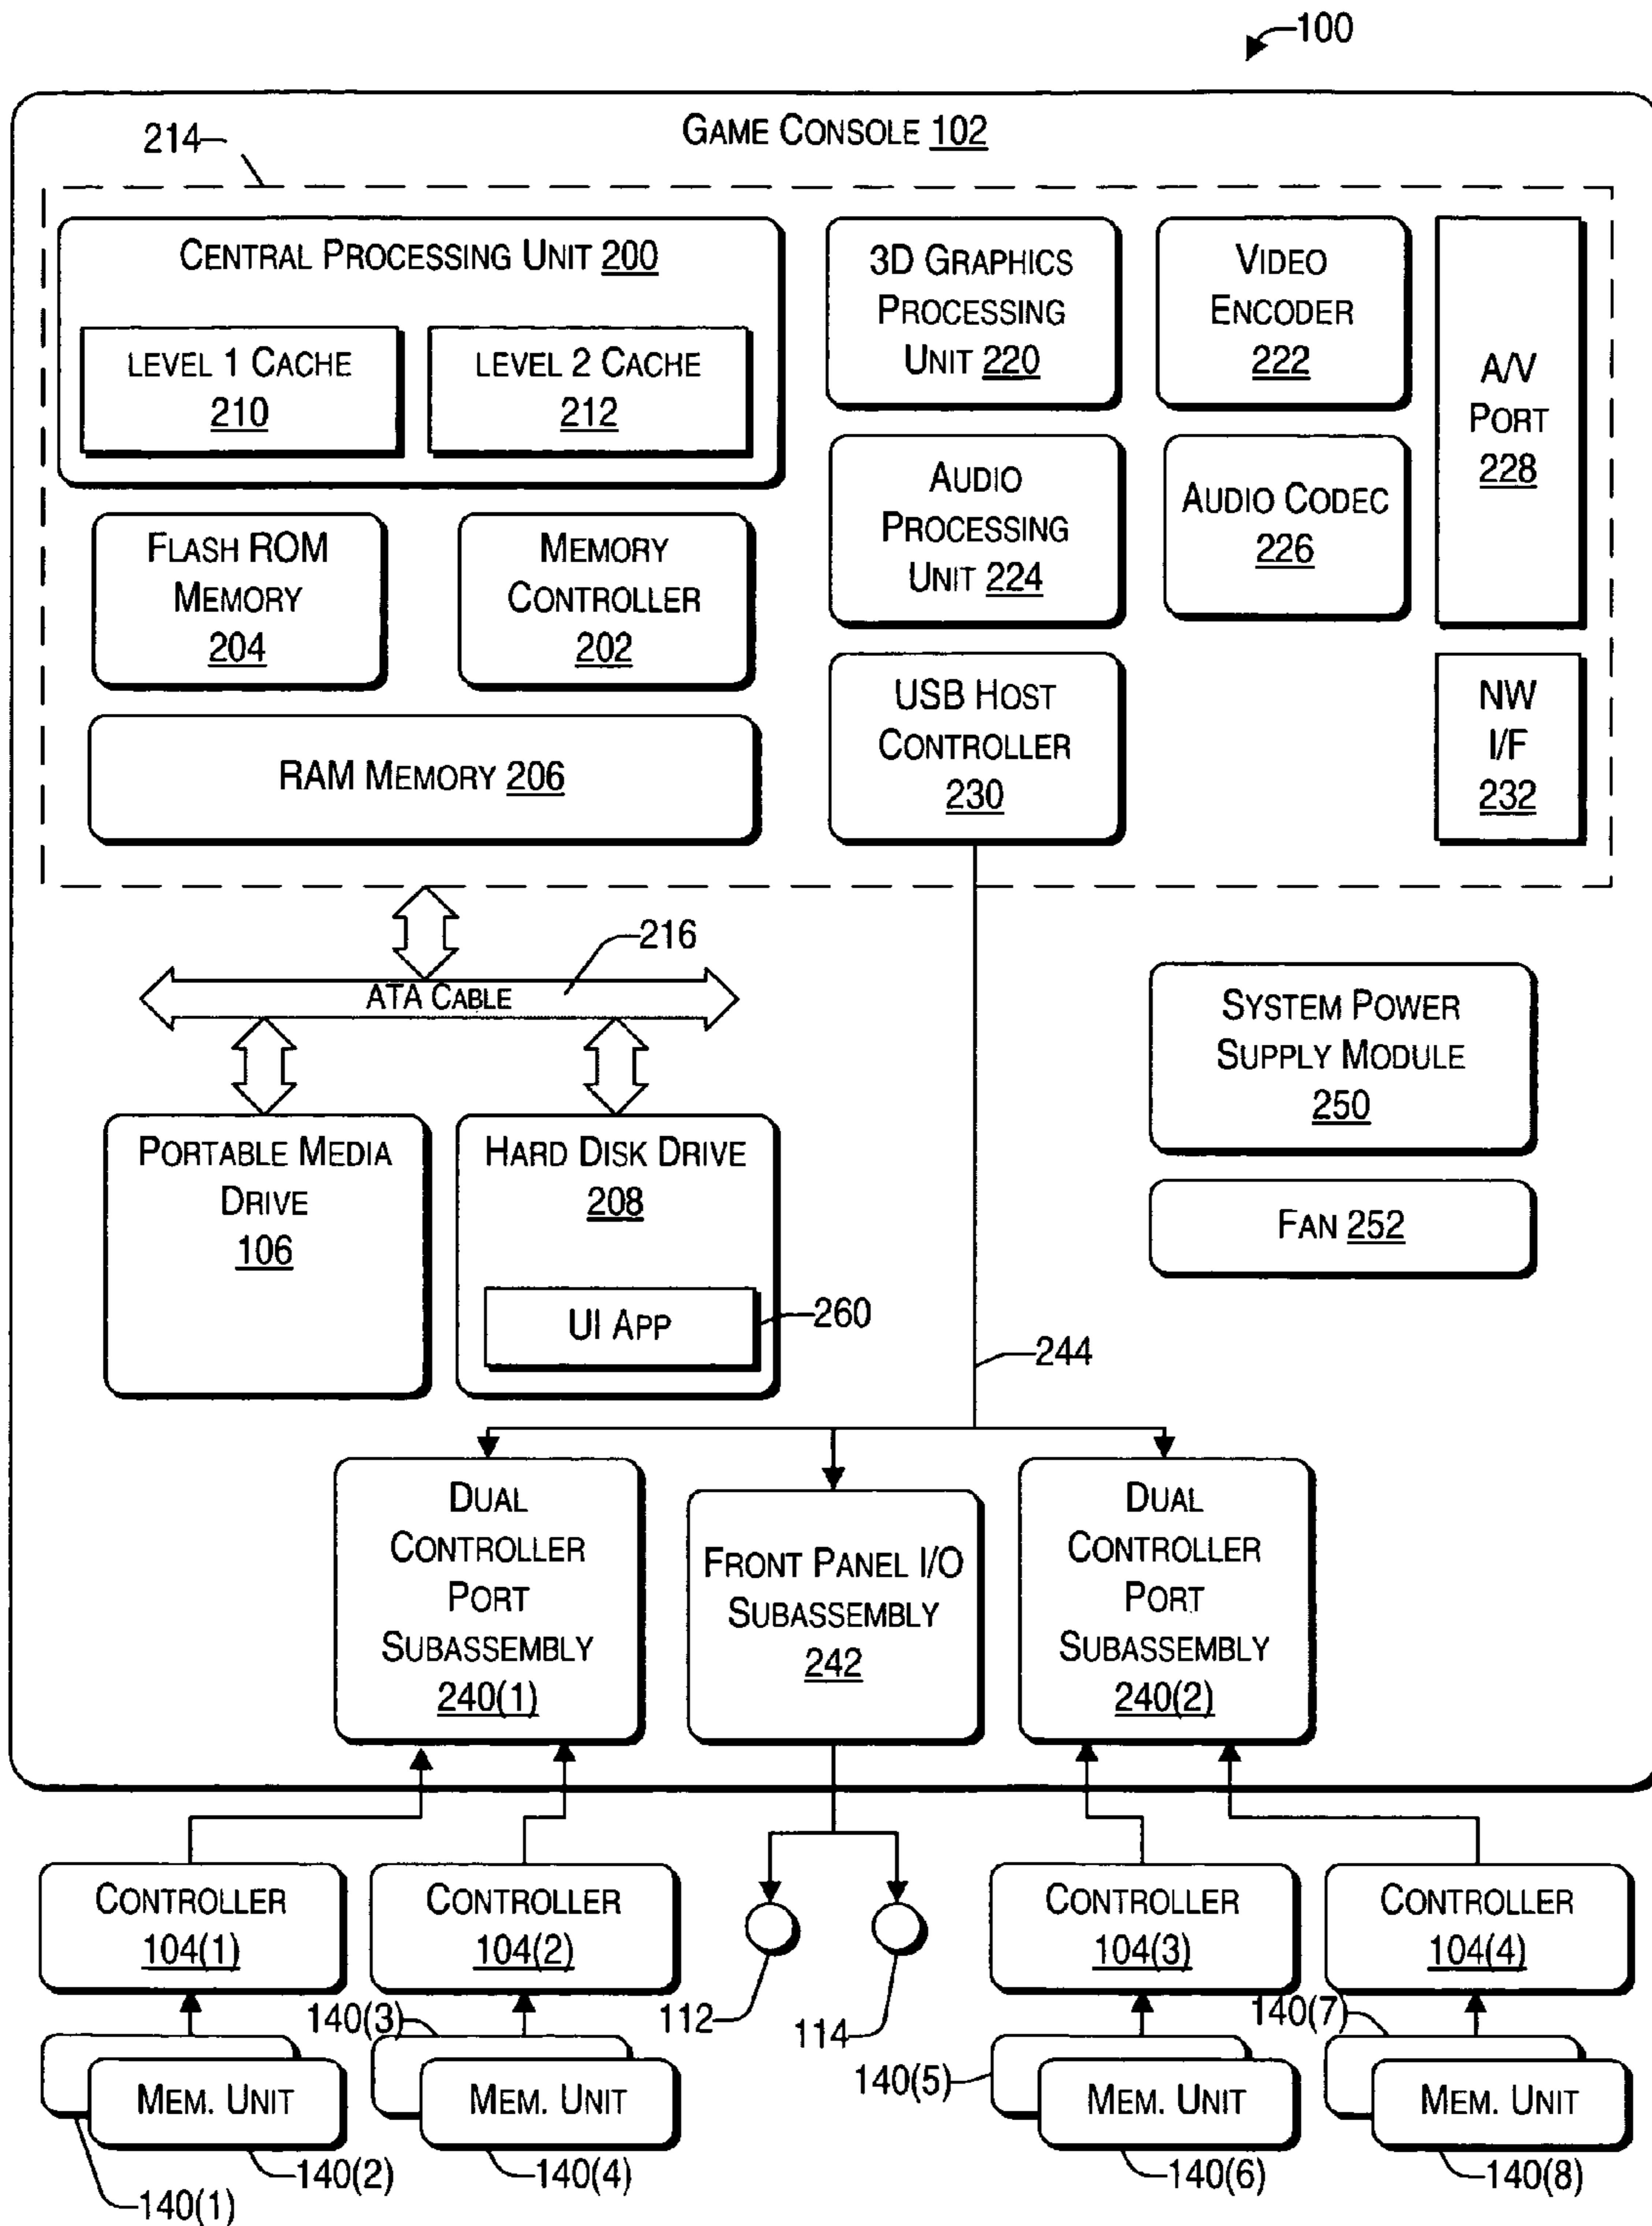 100
GAME CONSOLE 102
214
CENTRAL PROCESSING UNIT 200
LEVEL 1 CACHE
210
LEVEL 2 CACHE
212
3D GRAPHICS
PROCESSING
UNIT 220
VIDEO
ENCODER
222
A/V
PORT
228
AUDIO
PROCESSING
UNIT 224
AUDIO CODEC
226
FLASH ROM
MEMORY
204
MEMORY
CONTROLLER
202
USB HOST
CONTROLLER
230
NW
I/F
232
RAM MEMORY 206
216
ATA CABLE
SYSTEM POWER
SUPPLY MODULE
250
PORTABLE MEDIA
DRIVE
106
HARD DISK DRIVE
208
UI APP
260
FAN 252
244
DUAL
CONTROLLER
PORT
SUBASSEMBLY
240(1)
FRONT PANEL I/O
SUBASSEMBLY
242
DUAL
CONTROLLER
PORT
SUBASSEMBLY
240(2)
CONTROLLER
104(1)
CONTROLLER
104(2)
CONTROLLER
104(3)
CONTROLLER
104(4)
112
114
140(3)
140(7)
140(5)
MEM. UNIT
MEM. UNIT
MEM. UNIT
MEM. UNIT
140(1)
140(2)
140(4)
140(6)
140(8)